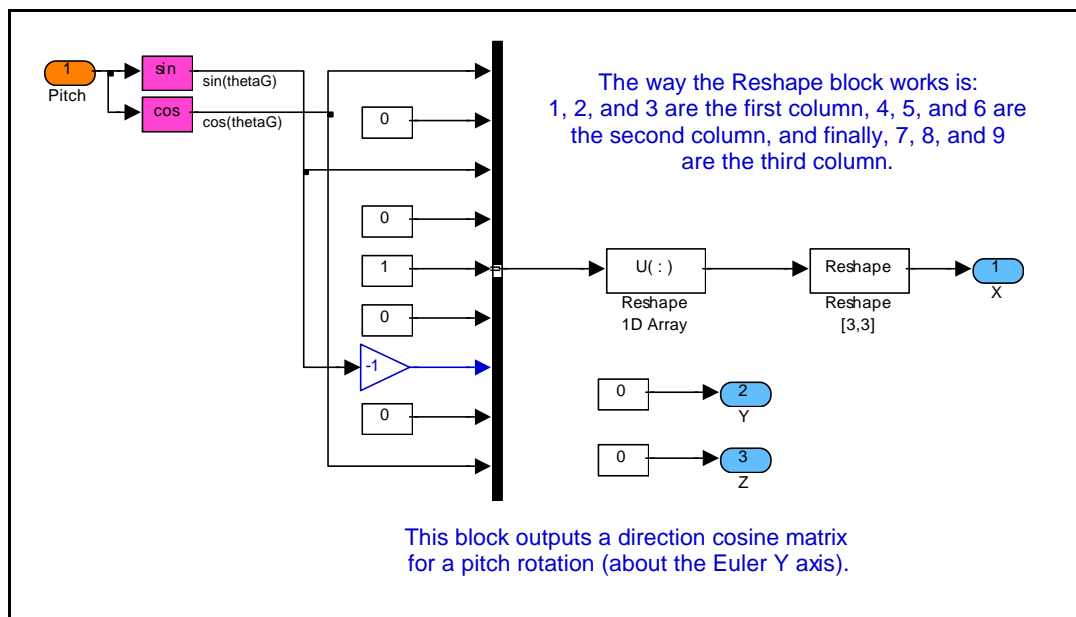 1
Pitch
sin
sin(thetaG)
cos
cos(thetaG)
The way the Reshape block works is:
1, 2, and 3 are the first column, 4, 5, and 6 are
the second column, and finally, 7, 8, and 9
are the third column.
0
0
1
0
-1
0
U( : )
Reshape
1D Array
Reshape
Reshape
[3,3]
1
X
0
2
Y
0
3
Z
This block outputs a direction cosine matrix
for a pitch rotation (about the Euler Y axis).